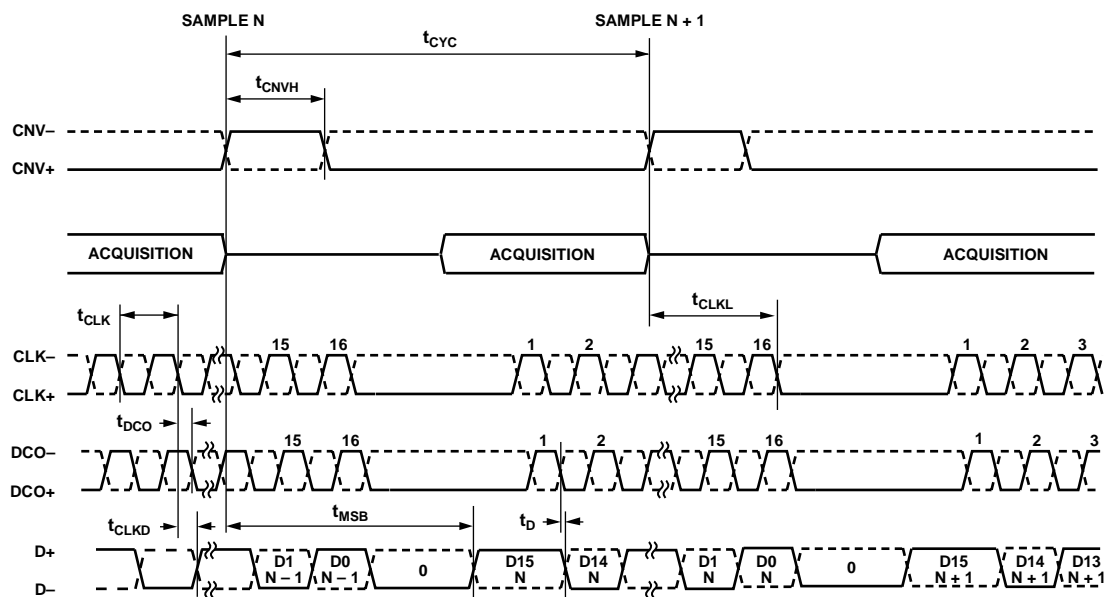 SAMPLE N SAMPLE N + 1
tCYC
tCNVH
CNV–
CNV+
ACQUISITION ACQUISITION ACQUISITION
tCLK tCLKL
15 16 1 2 15 16 1 2 3
CLK–
CLK+
tDCO
15 16 1 2 15 16 1 2 3
DCO–
DCO+
tCLKD tMSB tD
D+
D1 D0 0 D15 D14 D1 D0 0 D15 D14 D13
N – 1 N – 1 N N N N N + 1 N + 1 N + 1
D–